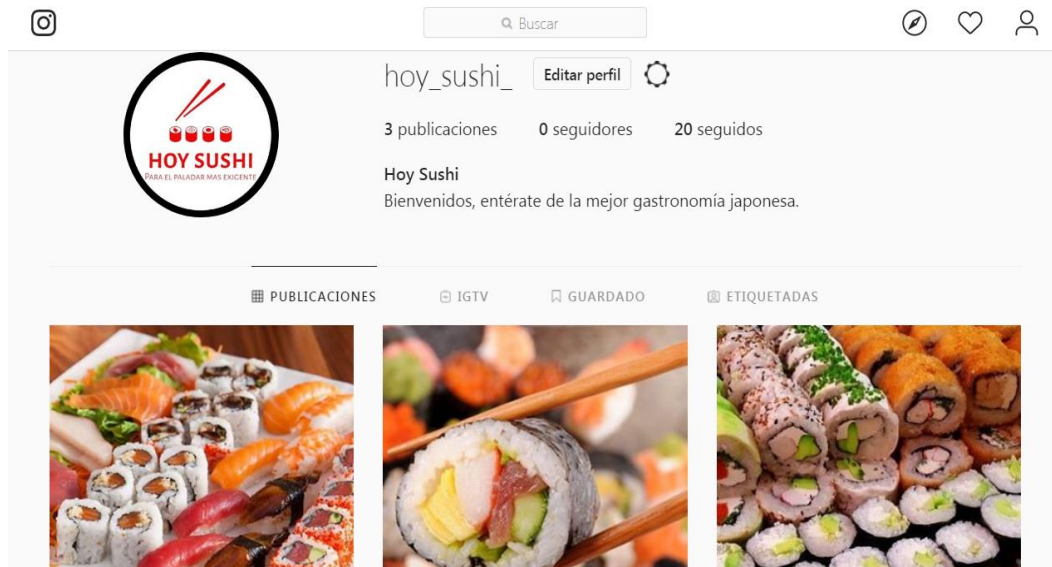 Buscar
hoy_sushi_ Editar perfil
3 publicaciones 0 seguidores 20 seguidos
HOY SUSHI
PARA EL PALADAR MAS EXIGENTE
Hoy Sushi
Bienvenidos, entérate de la mejor gastronomía japonesa.
PUBLICACIONES IGTV GUARDADO ETIQUETADAS